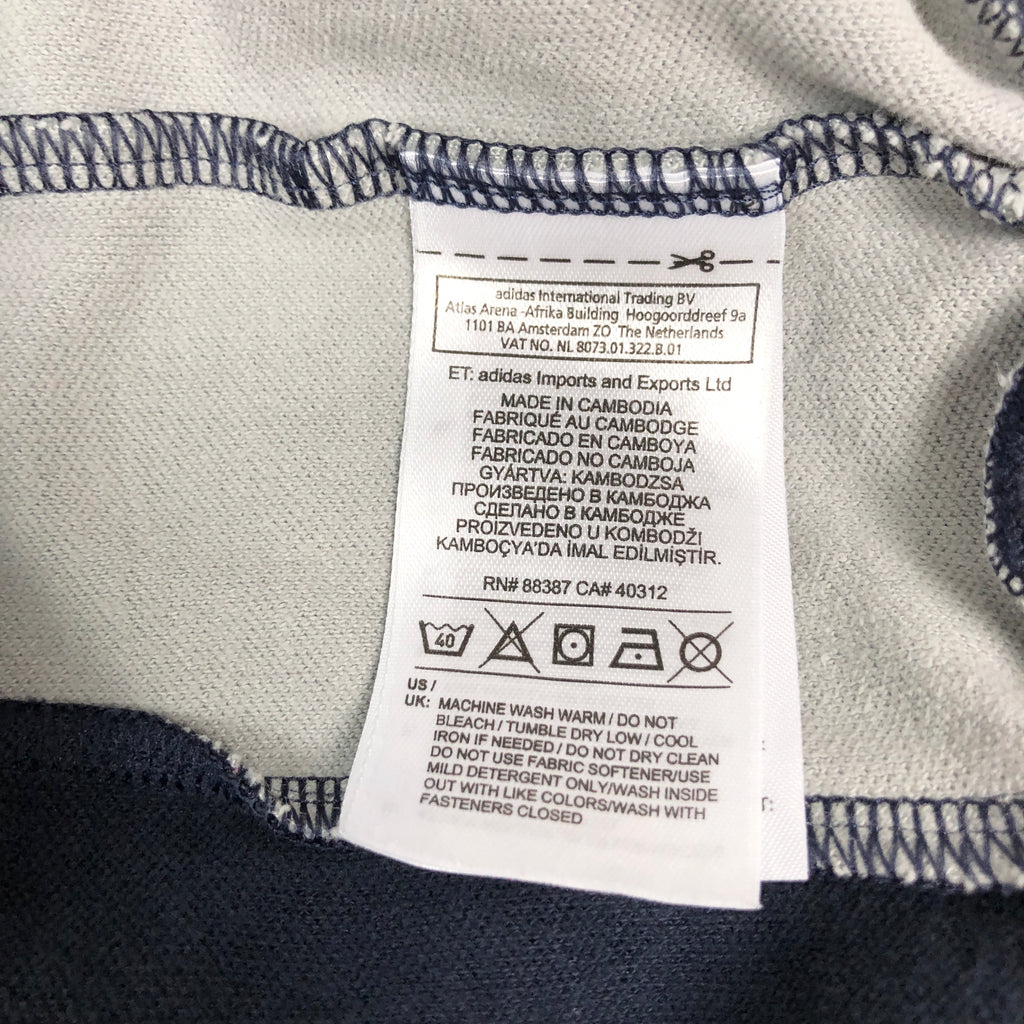 adidas International Trading BV
Atlas Arena -Afrika Building Hoogoorddreef 9a
1101 BA Amsterdam ZO The Netherlands
VAT NO. NL 8073.01.322.B.01
ET: adidas Imports and Exports Ltd
MADE IN CAMBODIA
FABRIQUÉ AU CAMBODGE
FABRICADO EN CAMBOYA
FABRICADO NO CAMBOJA
GYÁRTVA: KAMBODZSA
ПРОИЗВЕДЕНО В КАМБОДЖА
СДЕЛАНО В КАМБОДЖЕ
PROIZVEDENO U KOMBODŽI
KAMBOÇYA'DA İMAL EDİLMİŞTİR.
RN# 88387 CA# 40312
40
US /
UK: MACHINE WASH WARM / DO NOT
BLEACH / TUMBLE DRY LOW / COOL
IRON IF NEEDED / DO NOT DRY CLEAN
DO NOT USE FABRIC SOFTENER/USE
MILD DETERGENT ONLY/WASH INSIDE
OUT WITH LIKE COLORS/WASH WITH
FASTENERS CLOSED